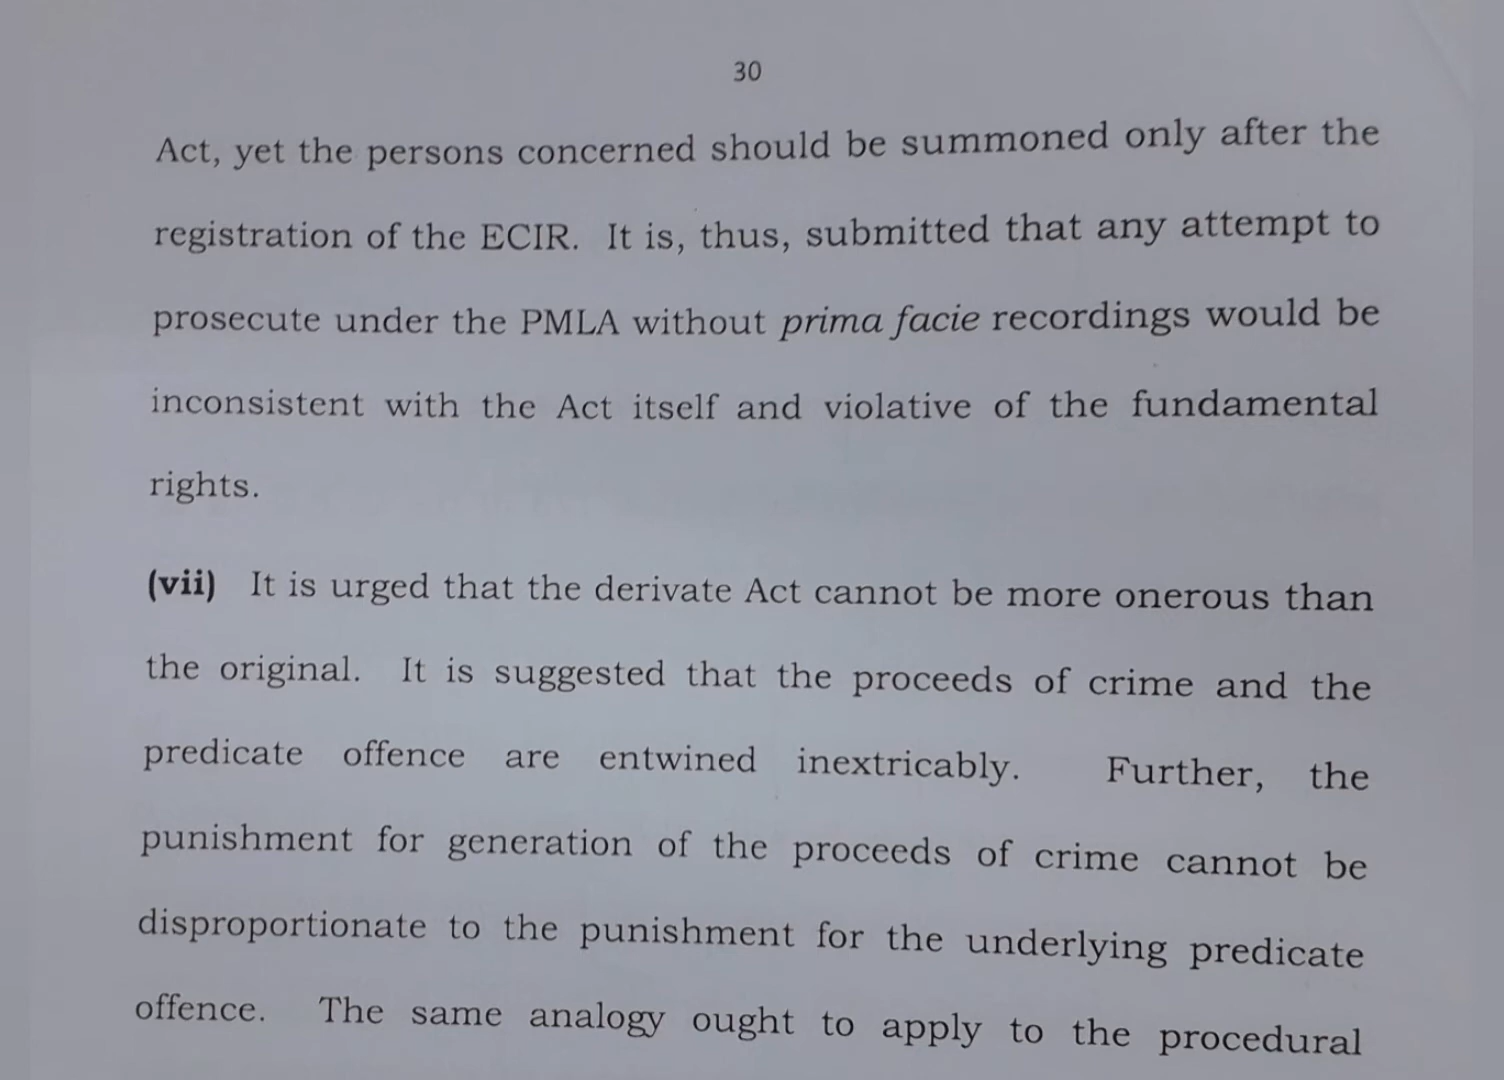 30
Act, yet the persons concerned should be summoned only after the
registration of the ECIR. It is, thus, submitted that any attempt to
prosecute under the PMLA without prima facie recordings would be
inconsistent with the Act itself and violative of the fundamental
rights.
(vii) It is urged that the derivate Act cannot be more onerous than
the original. It is suggested that the proceeds of crime and the
predicate offence are entwined inextricably. Further, the
punishment for generation of the proceeds of crime cannot be
disproportionate to the punishment for the underlying predicate
offence. The same analogy ought to apply to the procedural